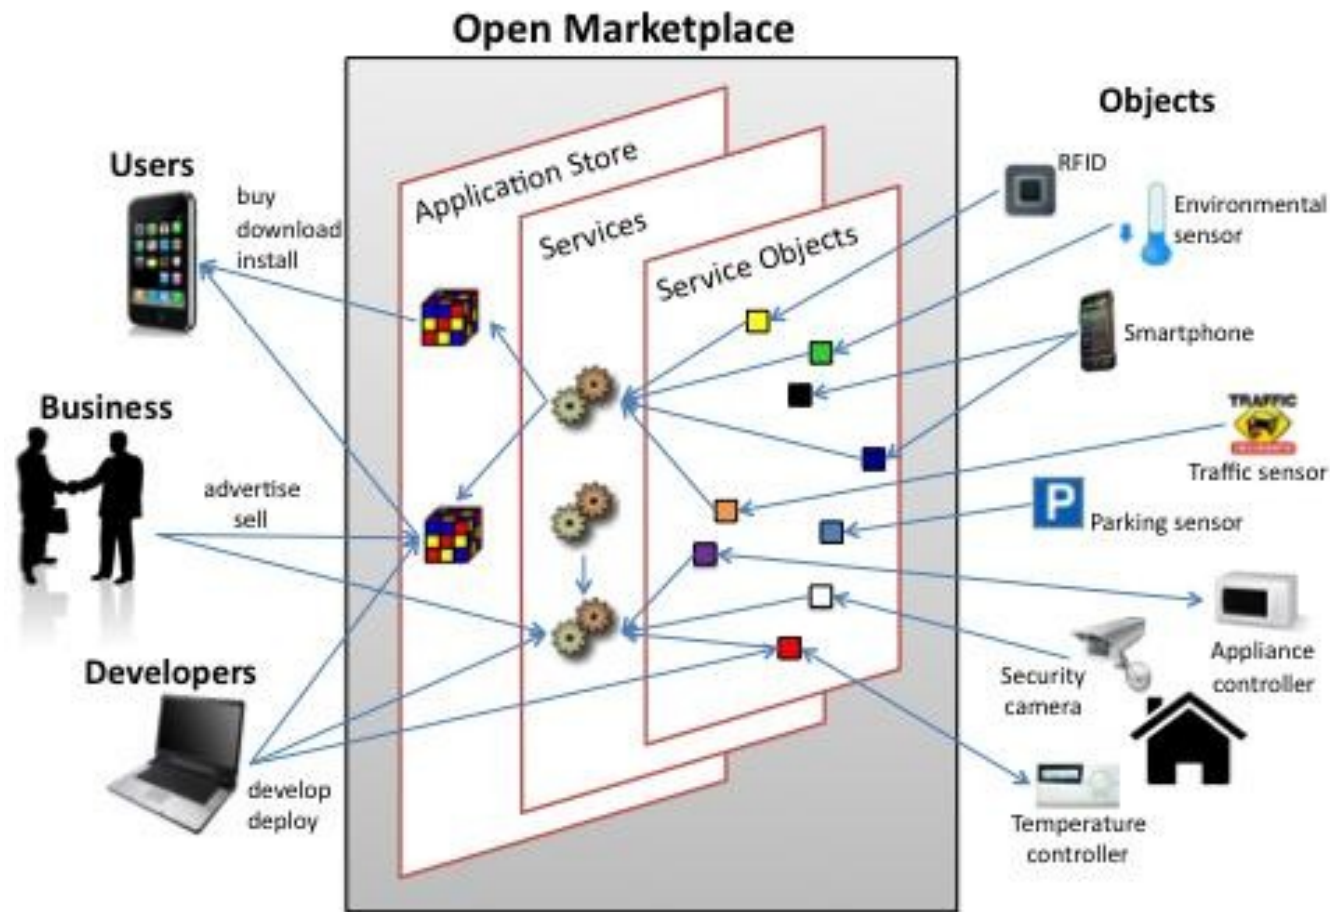 Open Marketplace
Objects
Users
buy
download
install
Application Store
Services
Service Objects
RFID
Environmental
sensor
Smartphone
Business
advertise
sell
TRAFFIC
Traffic sensor
P
Parking sensor
Appliance
controller
Security
camera
Developers
develop
deploy
Temperature
controller